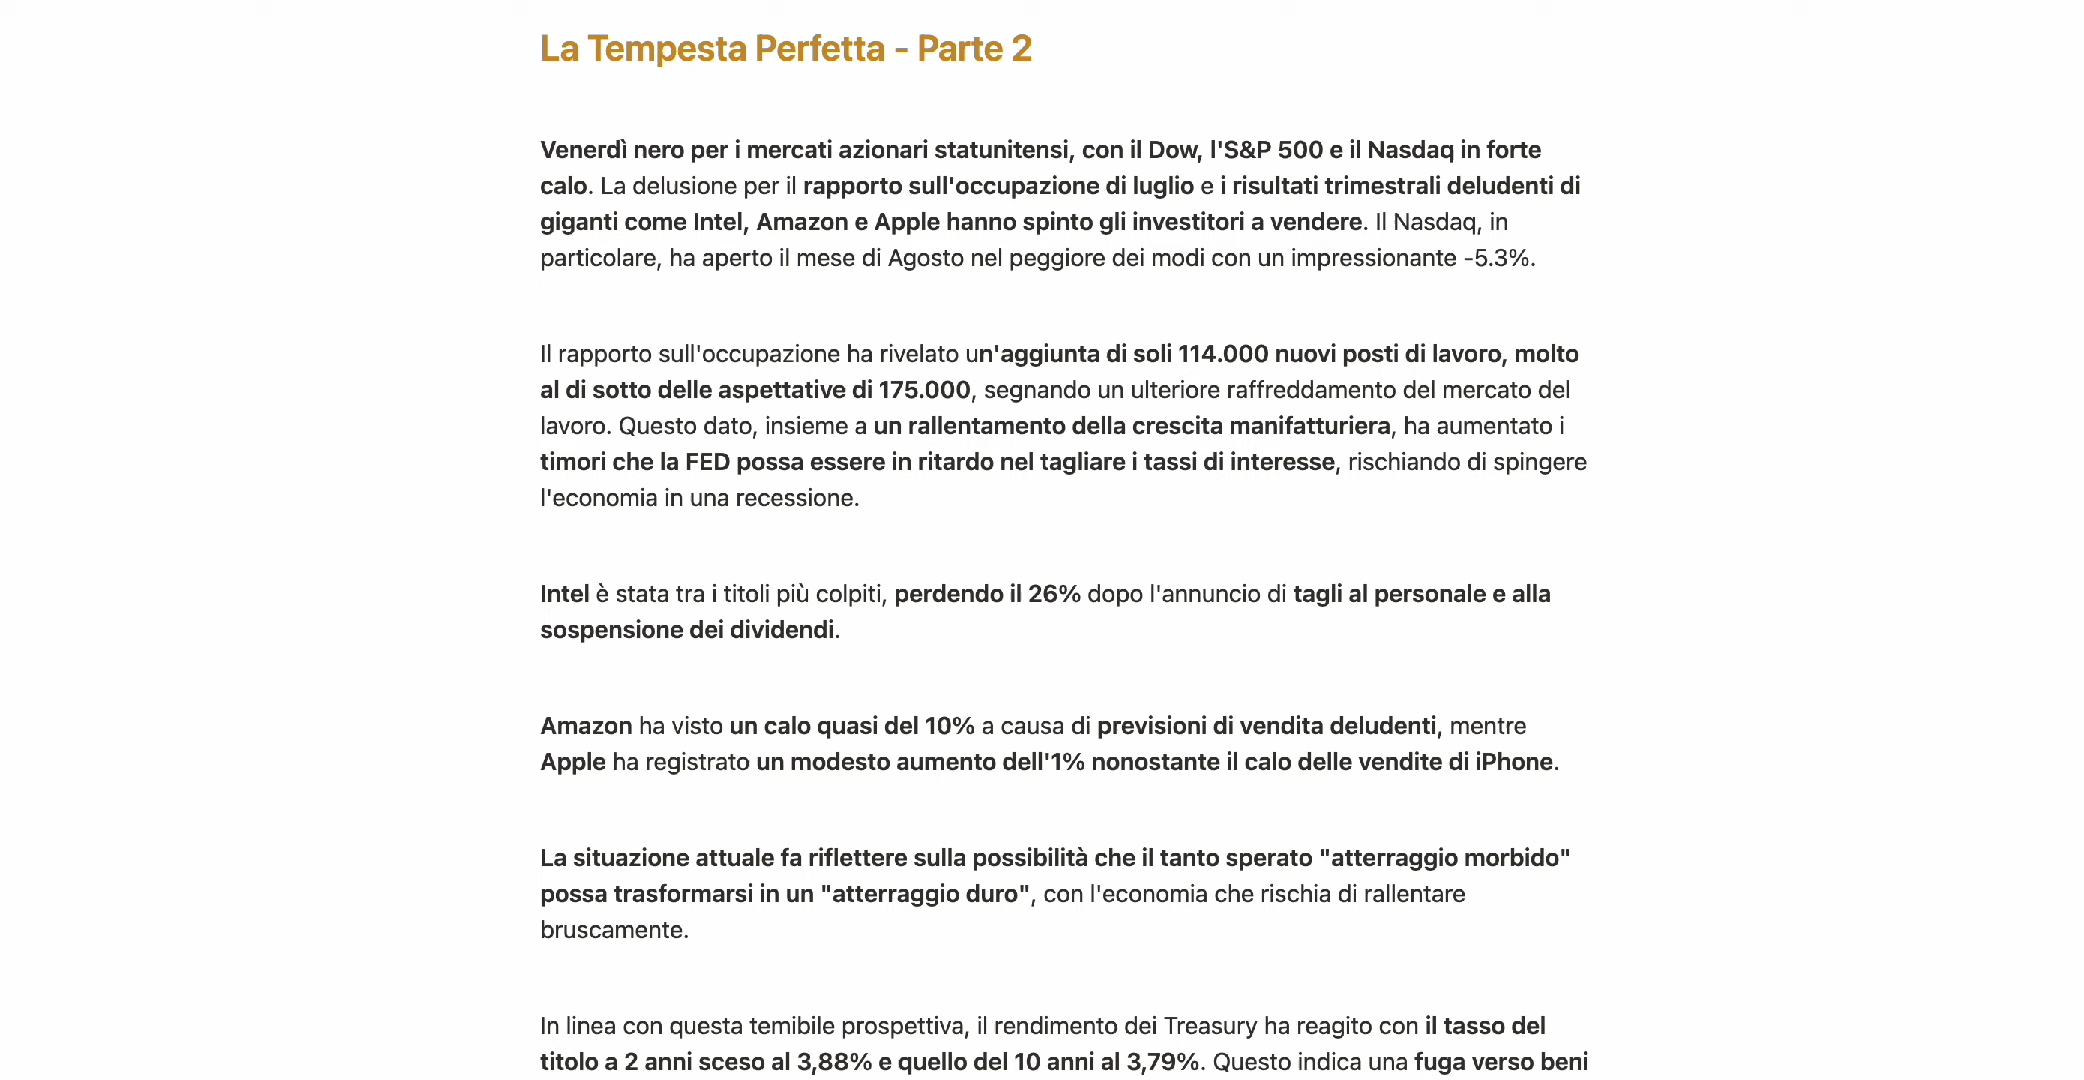 La Tempesta Perfetta - Parte 2
Venerdì nero per i mercati azionari statunitensi, con il Dow, l'S&P 500 e il Nasdaq in forte
calo. La delusione per il rapporto sull'occupazione di luglio e i risultati trimestrali deludenti di
giganti come Intel, Amazon e Apple hanno spinto gli investitori a vendere. Il Nasdaq, in
particolare, ha aperto il mese di Agosto nel peggiore dei modi con un impressionante -5.3%.
Il rapporto sull'occupazione ha rivelato un'aggiunta di soli 114.000 nuovi posti di lavoro, molto
al di sotto delle aspettative di 175.000, segnando un ulteriore raffreddamento del mercato del
lavoro. Questo dato, insieme a un rallentamento della crescita manifatturiera, ha aumentato i
timori che la FED possa essere in ritardo nel tagliare i tassi di interesse, rischiando di spingere
l'economia in una recessione.
Intel è stata tra i titoli più colpiti, perdendo il 26% dopo l'annuncio di tagli al personale e alla
sospensione dei dividendi.
Amazon ha visto un calo quasi del 10% a causa di previsioni di vendita deludenti, mentre
Apple ha registrato un modesto aumento dell'1% nonostante il calo delle vendite di iPhone.
La situazione attuale fa riflettere sulla possibilità che il tanto sperato "atterraggio morbido"
possa trasformarsi in un "atterraggio duro", con l'economia che rischia di rallentare
bruscamente.
In linea con questa temibile prospettiva, il rendimento dei Treasury ha reagito con il tasso del
titolo a 2 anni sceso al 3,88% e quello del 10 anni al 3,79%. Questo indica una fuga verso beni